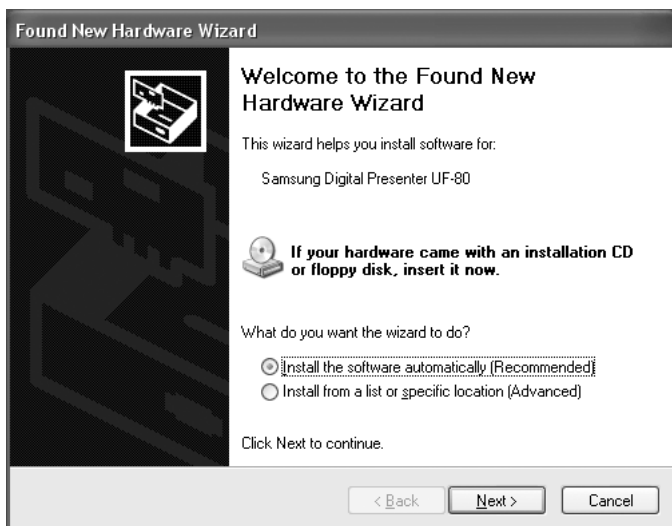 Found New Hardware Wizard
Welcome to the Found New
Hardware Wizard
This wizard helps you install software for:
Samsung Digital Presenter UF-80
If your hardware came with an installation CD
or floppy disk, insert it now.
What do you want the wizard to do?
Install the software automatically (Recommended)
Install from a list or specific location (Advanced)
Click Next to continue.
< Back Next > Cancel